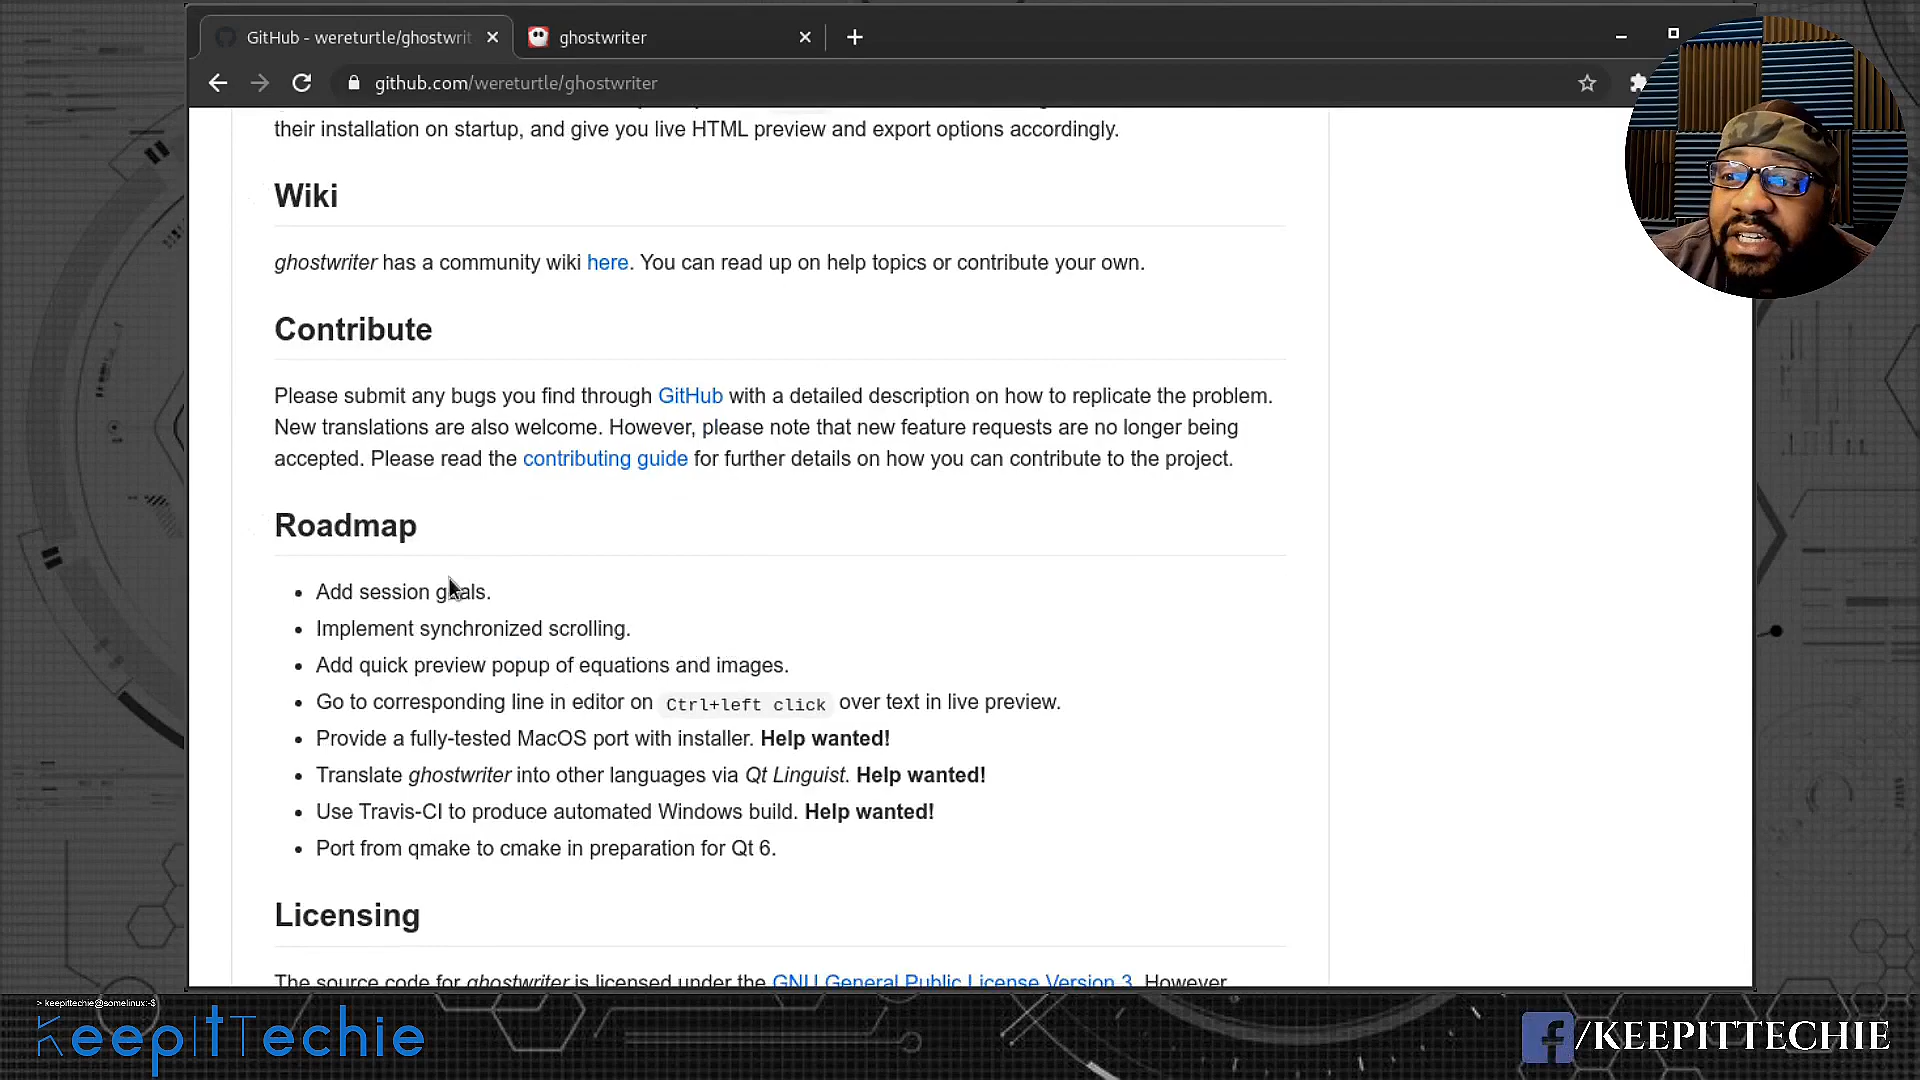 GitHub - wereturtle/ghostwrit
ghostwriter
github.com/wereturtle/ghostwriter
their installation on startup, and give you live HTML preview and export options accordingly.
Wiki
ghostwriter has a community wiki here. You can read up on help topics or contribute your own.
Contribute
Please submit any bugs you find through GitHub with a detailed description on how to replicate the problem.
New translations are also welcome. However, please note that new feature requests are no longer being
accepted. Please read the contributing guide for further details on how you can contribute to the project.
Roadmap
• Add session goals.
• Implement synchronized scrolling.
• Add quick preview popup of equations and images.
• Go to corresponding line in editor on Ctrl+left click over text in live preview.
• Provide a fully-tested MacOS port with installer. Help wanted!
• Translate ghostwriter into other languages via Qt Linguist. Help wanted!
• Use Travis-CI to produce automated Windows build. Help wanted!
• Port from qmake to cmake in preparation for Qt 6.
Licensing
The source code for ghostwriter is licensed under the GNU General Public License Version 3. However
> keepittechie@somelinux:~$
KeepItTechie
/KEEPITTECHIE